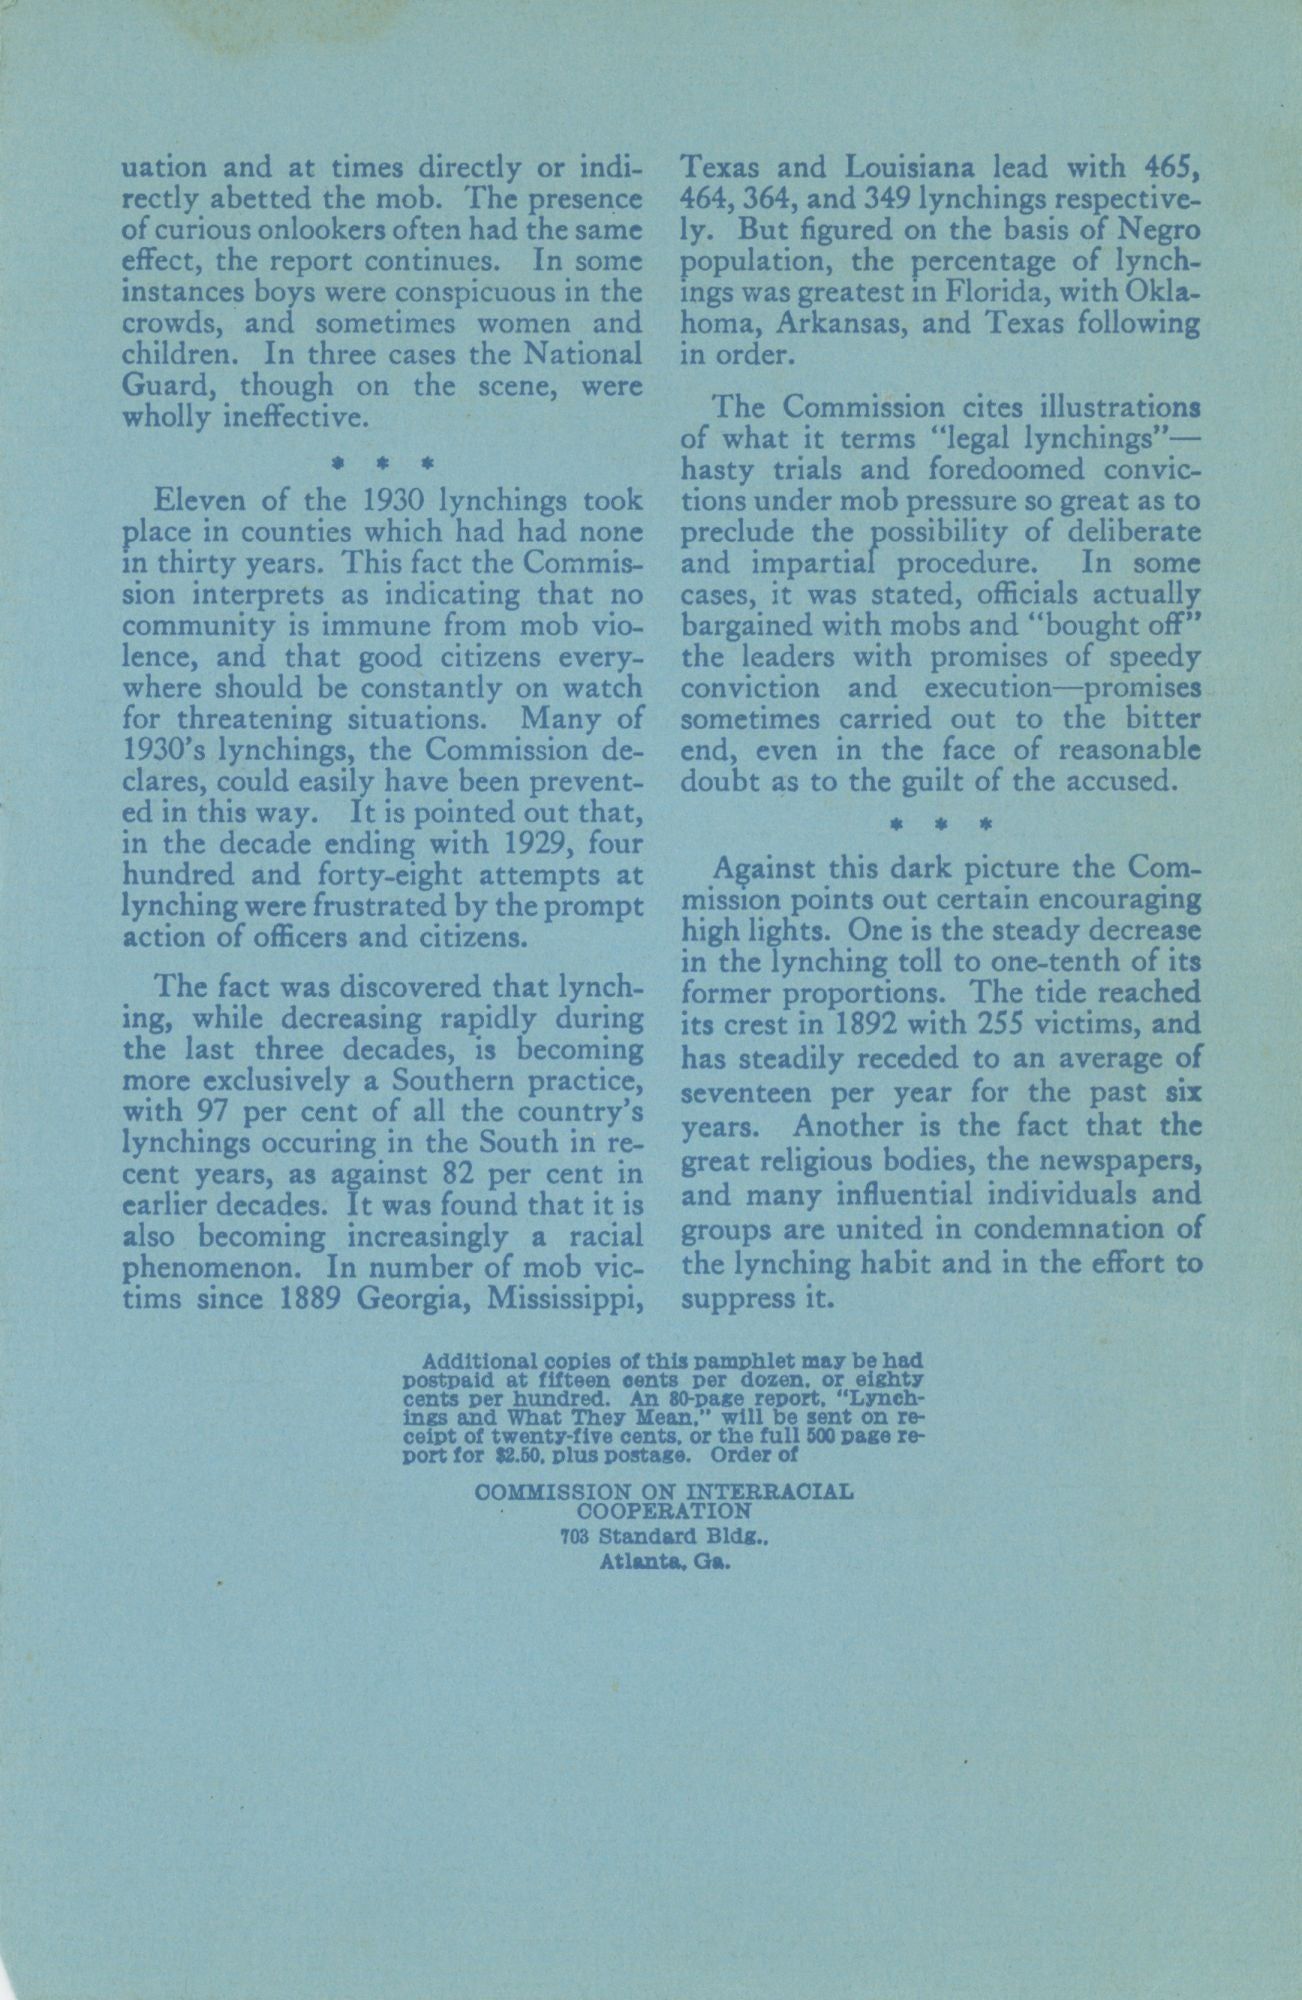 uation and at times directly or indi-
rectly abetted the mob. The presence
of curious onlookers often had the same
effect, the report continues. In some
instances boys were conspicuous in the
crowds, and sometimes women and
children. In three cases the National
Guard, though on the scene, were
wholly ineffective.
* * *
Eleven of the 1930 lynchings took
place in counties which had had none
in thirty years. This fact the Commis-
sion interprets as indicating that no
community is immune from mob vio-
lence, and that good citizens every-
where should be constantly on watch
for threatening situations. Many of
1930's lynchings, the Commission de-
clares, could easily have been prevent-
ed in this way. It is pointed out that,
in the decade ending with 1929, four
hundred and forty-eight attempts at
lynching were frustrated by the prompt
action of officers and citizens.
The fact was discovered that lynch-
ing, while decreasing rapidly during
the last three decades, is becoming
more exclusively a Southern practice,
with 97 per cent of all the country's
lynchings occuring in the South in re-
cent years, as against 82 per cent in
earlier decades. It was found that it is
also becoming increasingly a racial
phenomenon. In number of mob vic-
tims since 1889 Georgia, Mississippi,
Texas and Louisiana lead with 465,
464, 364, and 349 lynchings respective-
ly. But figured on the basis of Negro
population, the percentage of lynch-
ings was greatest in Florida, with Okla-
homa, Arkansas, and Texas following
in order.
The Commission cites illustrations
of what it terms "legal lynchings"—
hasty trials and foredoomed convic-
tions under mob pressure so great as to
preclude the possibility of deliberate
and impartial procedure. In some
cases, it was stated, officials actually
bargained with mobs and "bought off"
the leaders with promises of speedy
conviction and execution—promises
sometimes carried out to the bitter
end, even in the face of reasonable
doubt as to the guilt of the accused.
* * *
Against this dark picture the Com-
mission points out certain encouraging
high lights. One is the steady decrease
in the lynching toll to one-tenth of its
former proportions. The tide reached
its crest in 1892 with 255 victims, and
has steadily receded to an average of
seventeen per year for the past six
years. Another is the fact that the
great religious bodies, the newspapers,
and many influential individuals and
groups are united in condemnation of
the lynching habit and in the effort to
suppress it.
Additional copies of this pamphlet may be had
postpaid at fifteen cents per dozen, or eighty
cents per hundred. An 80-page report, "Lynch-
ings and What They Mean," will be sent on re-
ceipt of twenty-five cents, or the full 500 page re-
port for $2.50, plus postage. Order of
COMMISSION ON INTERRACIAL
COOPERATION
703 Standard Bldg.,
Atlanta, Ga.